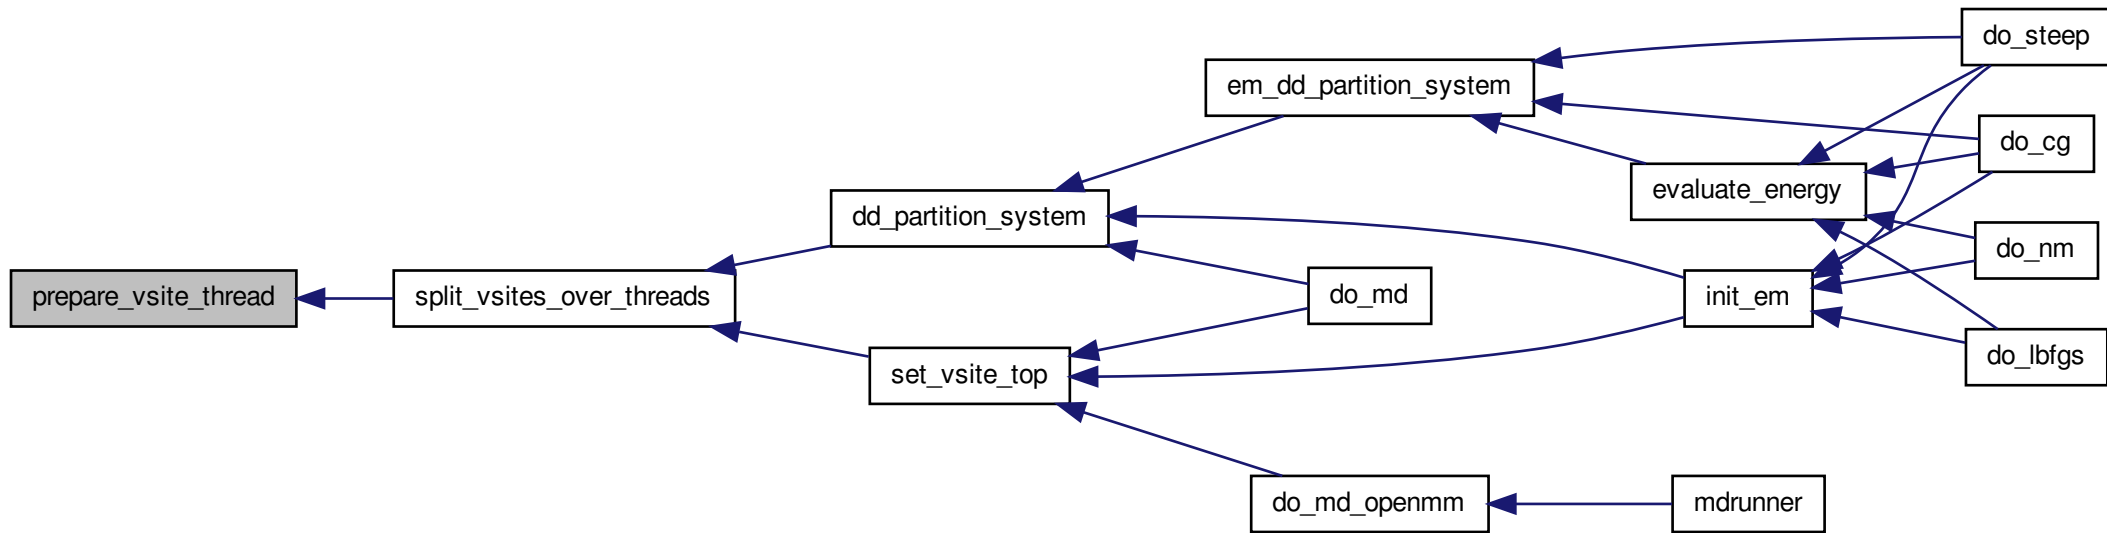 do_steep
em_dd_partition_system
do_cg
evaluate_energy
dd_partition_system
do_nm
prepare_vsite_thread
split_vsites_over_threads
do_md
init_em
do_lbfgs
set_vsite_top
do_md_openmm
mdrunner